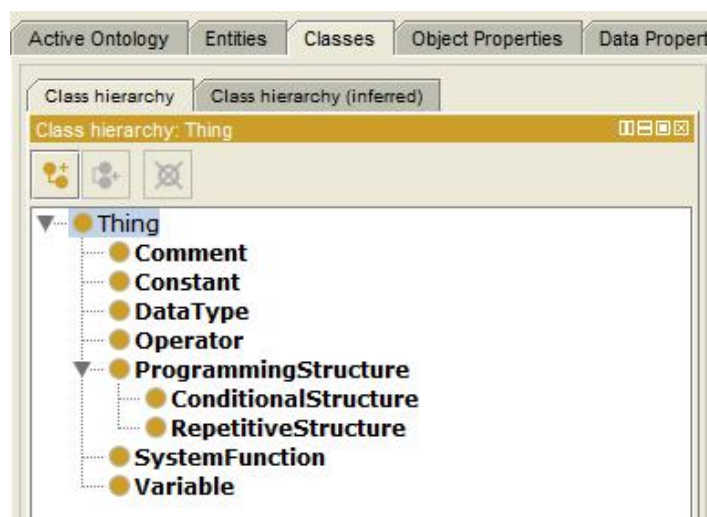 Active Ontology Entities Classes Object Properties Data Propert
Class hierarchy Class hierarchy (inferred)
Class hierarchy: Thing
Thing
Comment
Constant
DataType
Operator
ProgrammingStructure
ConditionalStructure
RepetitiveStructure
SystemFunction
Variable